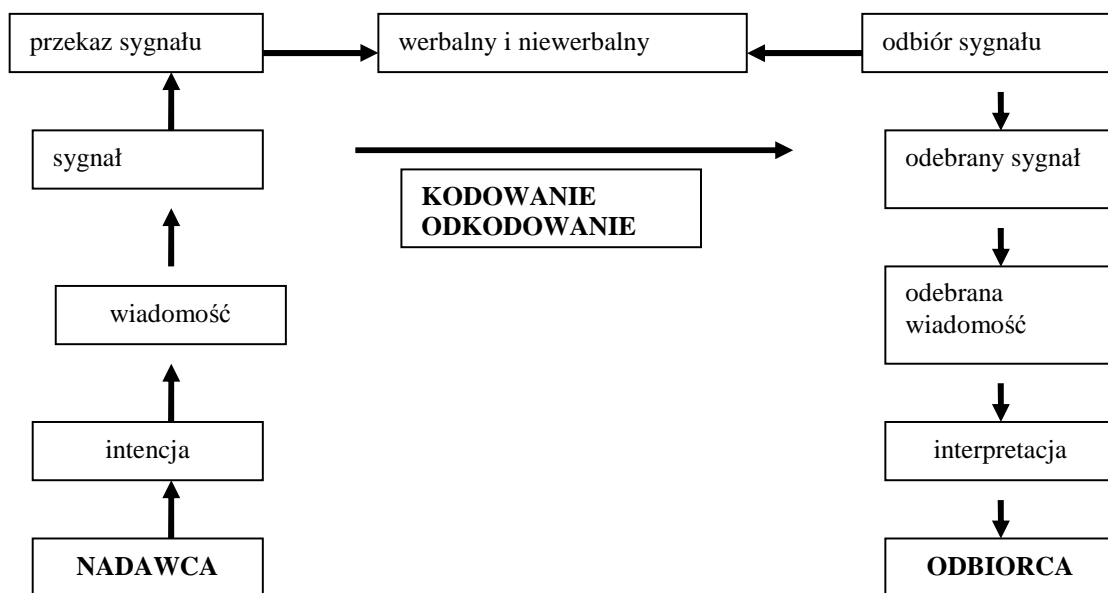 przekaz sygnału
werbalny i niewerbalny
odbiór sygnału
sygnał
odebrany sygnał
KODOWANIE
ODKODOWANIE
wiadomość
odebrana
wiadomość
intencja
interpretacja
NADAWCA
ODBIORCA